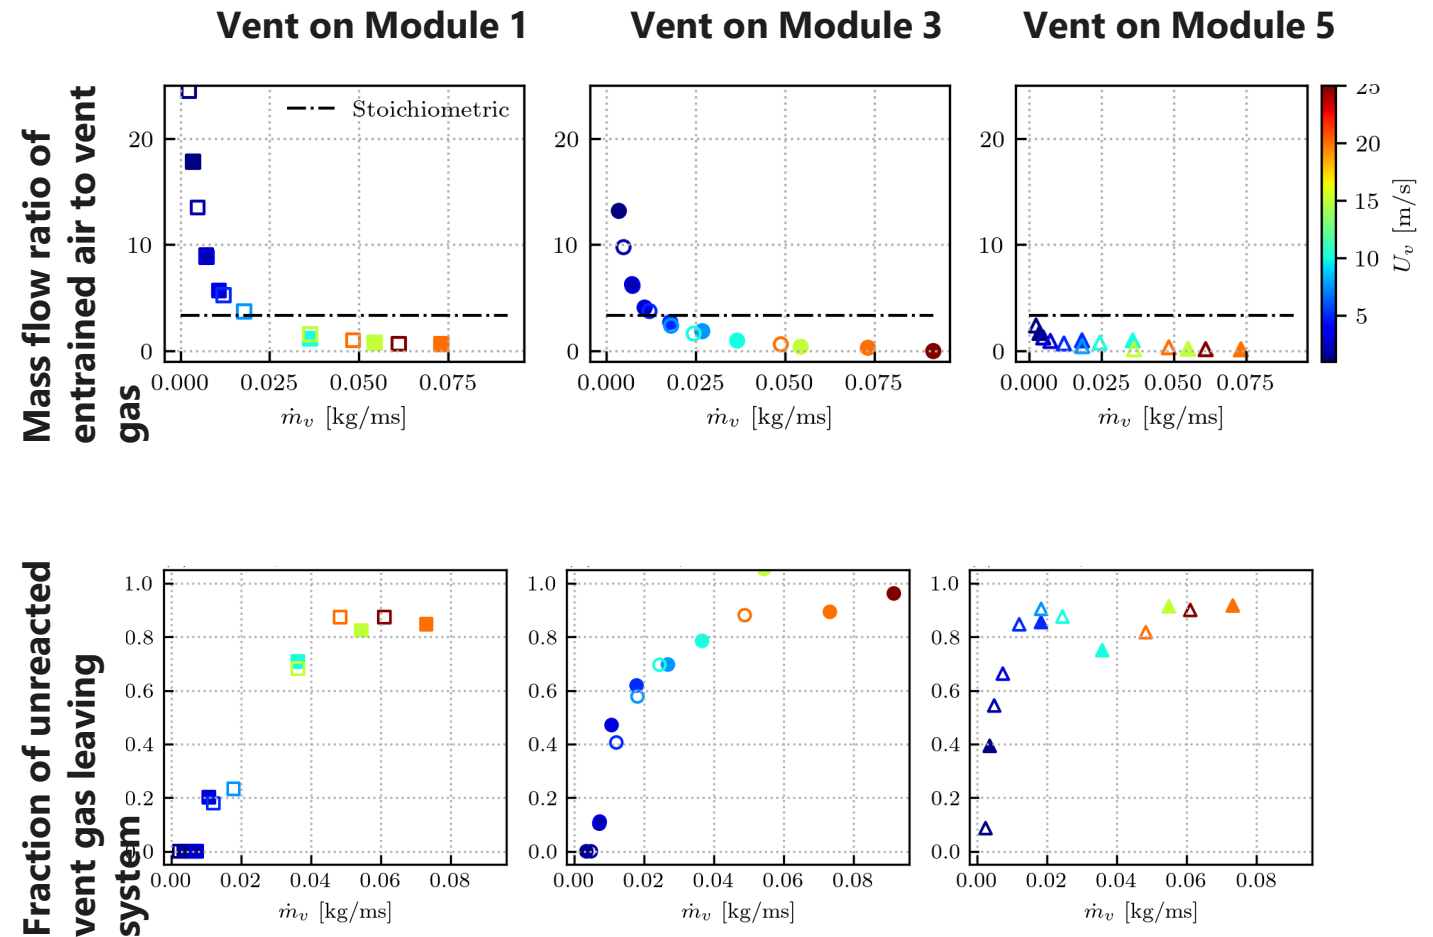 Vent on Module 1
Vent on Module 3
Vent on Module 5
Mass flow ratio of
entrained air to vent
gas
Stoichiometric
20
10
0
0.000 0.025 0.050 0.075
ṁv [kg/ms]
20
10
0
0.000 0.025 0.050 0.075
ṁv [kg/ms]
20
10
0
0.000 0.025 0.050 0.075
ṁv [kg/ms]
25
20
15
10
5
Uv [m/s]
Fraction of unreacted
vent gas leaving
system
1.0
0.8
0.6
0.4
0.2
0.0
0.00 0.02 0.04 0.06 0.08
ṁv [kg/ms]
1.0
0.8
0.6
0.4
0.2
0.0
0.00 0.02 0.04 0.06 0.08
ṁv [kg/ms]
1.0
0.8
0.6
0.4
0.2
0.0
0.00 0.02 0.04 0.06 0.08
ṁv [kg/ms]